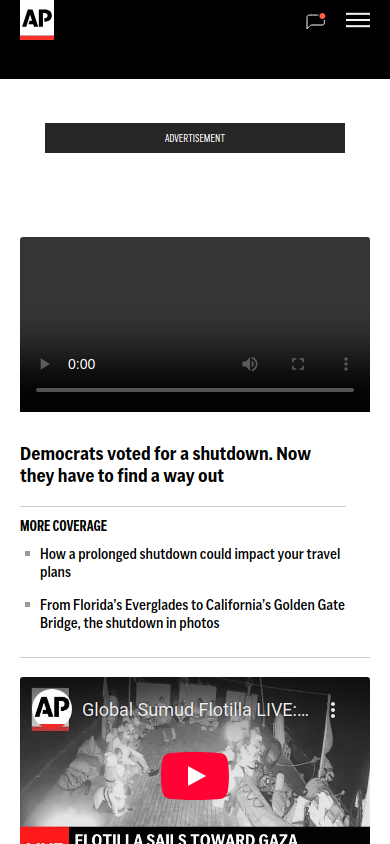 AP
ADVERTISEMENT
0:00
Democrats voted for a shutdown. Now
they have to find a way out
MORE COVERAGE
How a prolonged shutdown could impact your travel
plans
From Florida's Everglades to California's Golden Gate
Bridge, the shutdown in photos
AP
Global Sumud Flotilla LIVE:...
LIVE
FLOTILLA SAILS TOWARD GAZA